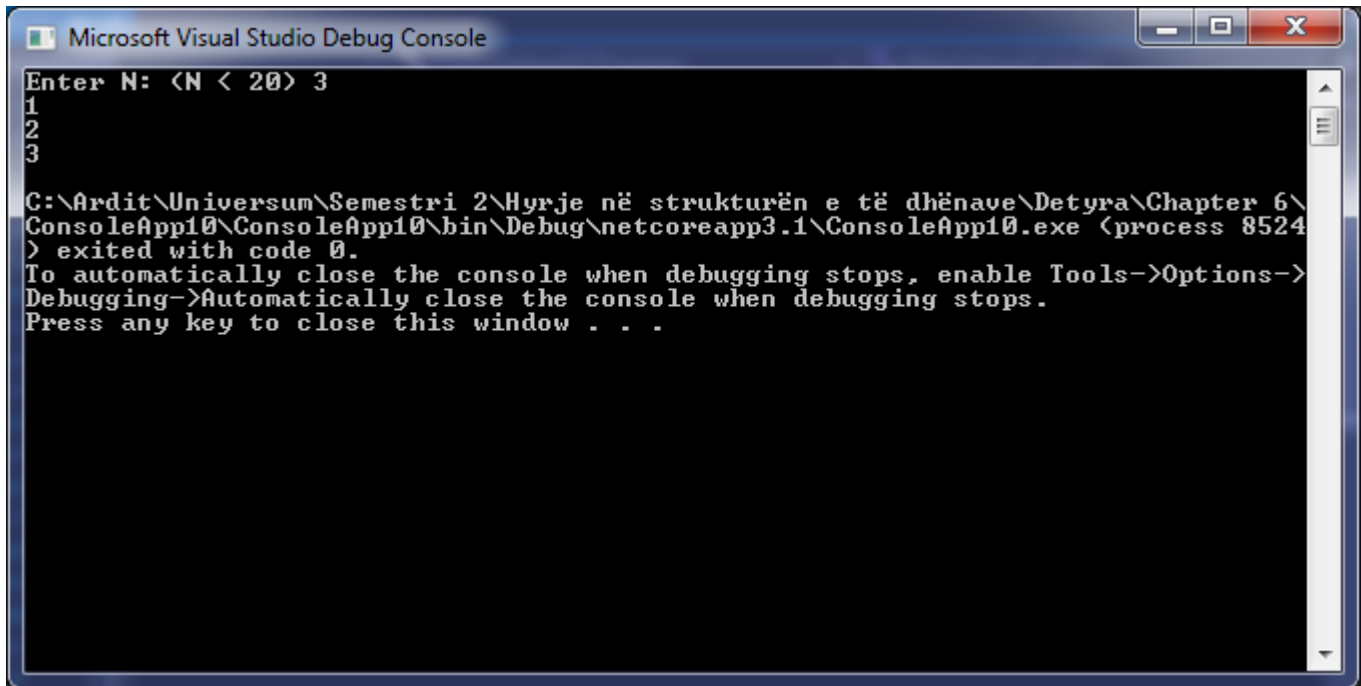 Microsoft Visual Studio Debug Console
Enter N: (N < 20) 3
1
2
3
C:\Ardit\Universum\Semestri 2\Hyrje në strukturën e të dhënave\Detyra\Chapter 6\
ConsoleApp10\ConsoleApp10\bin\Debug\netcoreapp3.1\ConsoleApp10.exe (process 8524
) exited with code 0.
To automatically close the console when debugging stops, enable Tools->Options->
Debugging->Automatically close the console when debugging stops.
Press any key to close this window . . .